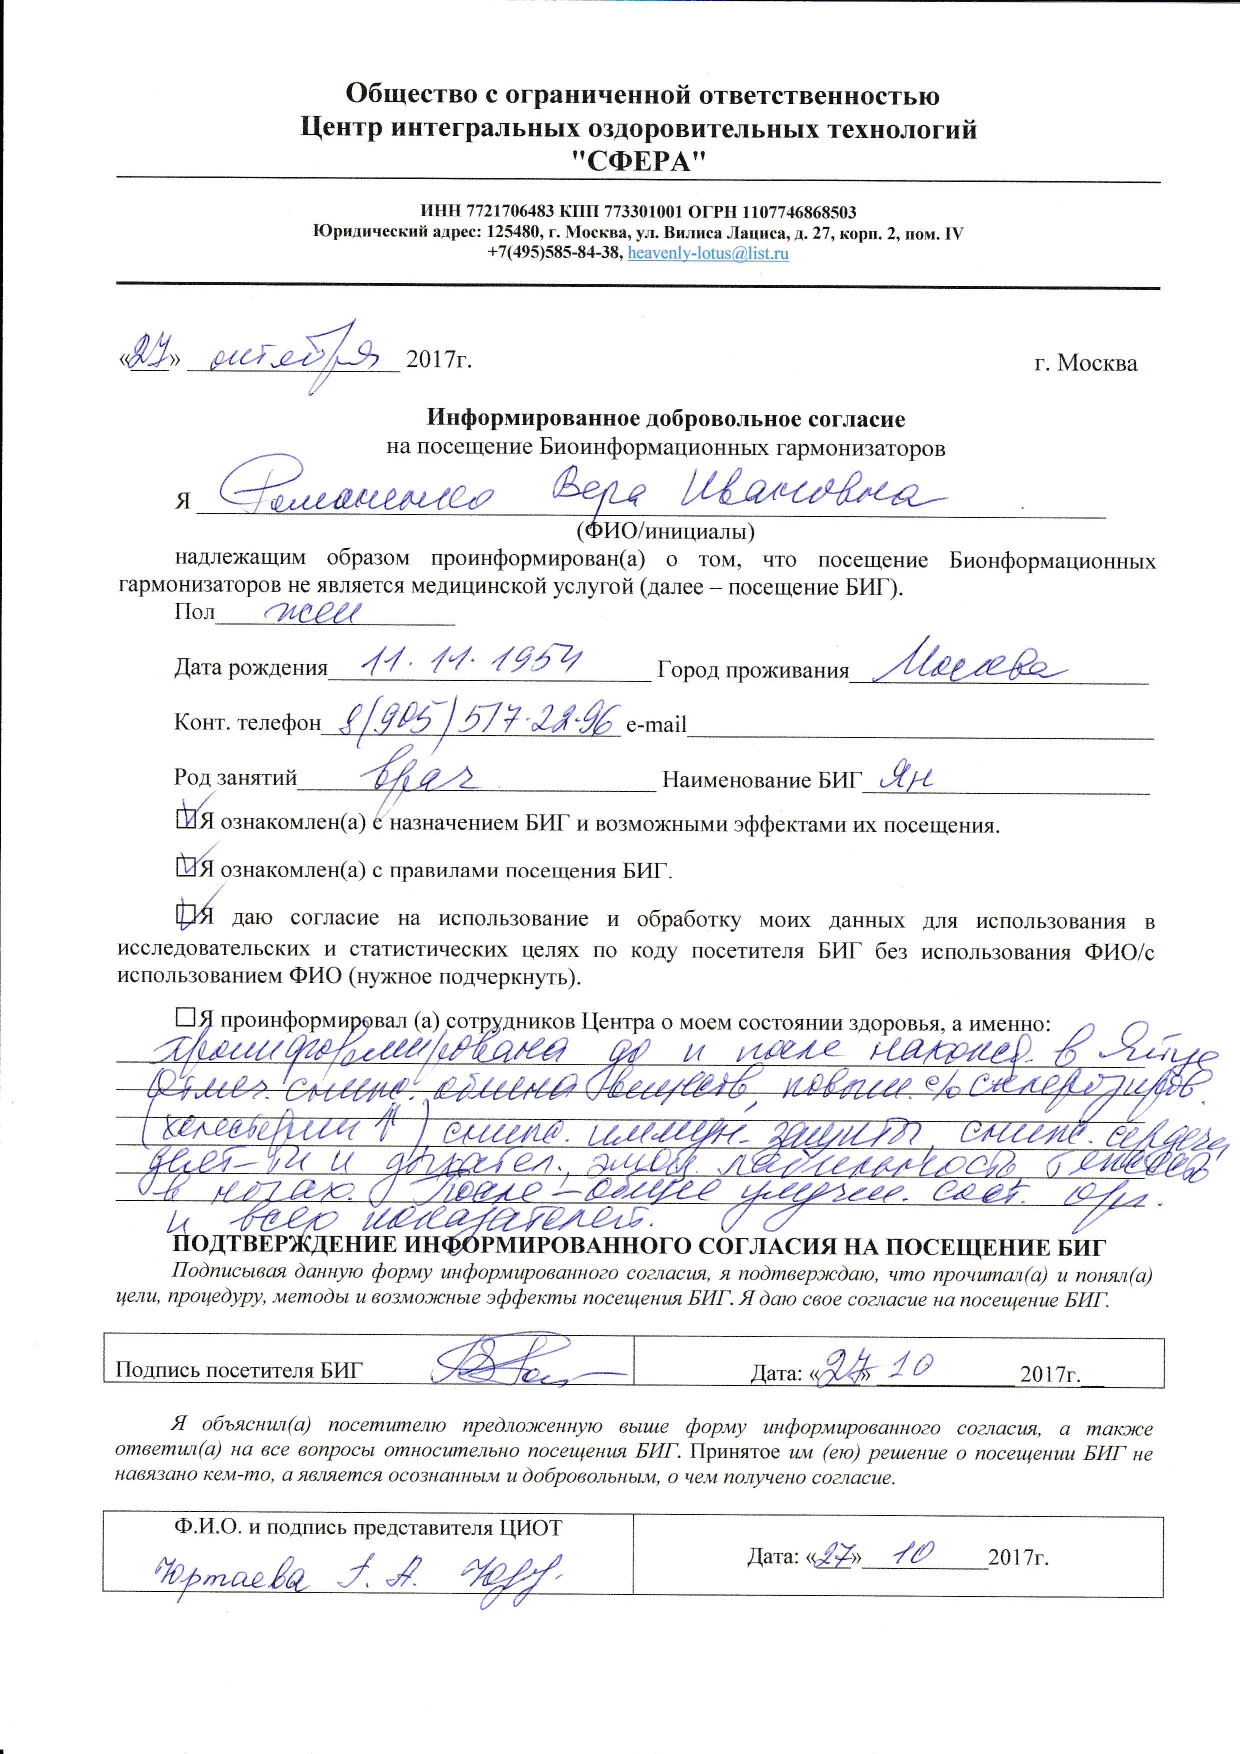 Общество с ограниченной ответственностью
Центр интегральных оздоровительных технологий
"СФЕРА"
ИНН 7721706483 КПП 773301001 ОГРН 1107746868503
Юридический адрес: 125480, г. Москва, ул. Вилиса Лациса, д. 27, корп. 2, пом. IV
+7(495)585-84-38, heavenly-lotus@list.ru
«27» октября 2017г. г. Москва
Информированное добровольное согласие
на посещение Биоинформационных гармонизаторов
Я Романенко Вера Ивановна
(ФИО/инициалы)
надлежащим образом проинформирован(а) о том, что посещение Бионформационных
гармонизаторов не является медицинской услугой (далее – посещение БИГ).
Пол жен
Дата рождения 11.11.1954 Город проживания Москва
Конт. телефон 8(905)517-22-96 e-mail
Род занятий врач Наименование БИГ Ян
Я ознакомлен(а) с назначением БИГ и возможными эффектами их посещения.
Я ознакомлен(а) с правилами посещения БИГ.
Я даю согласие на использование и обработку моих данных для использования в
исследовательских и статистических целях по коду посетителя БИГ без использования ФИО/с
использованием ФИО (нужное подчеркнуть).
Я проинформировал (а) сотрудников Центра о моем состоянии здоровья, а именно:
проинформирована до и после в Яйце
Отмеч. сниж. обмена веществ, повыш.
(холестерин ↑), сниж. иммун. защиты, сниж. сердечн
деят-ти и дыхател., лабильность
в ногах. После – общее улучш. сост. орг.
и всех показателей.
ПОДТВЕРЖДЕНИЕ ИНФОРМИРОВАННОГО СОГЛАСИЯ НА ПОСЕЩЕНИЕ БИГ
Подписывая данную форму информированного согласия, я подтверждаю, что прочитал(а) и понял(а)
цели, процедуру, методы и возможные эффекты посещения БИГ. Я даю свое согласие на посещение БИГ.
Подпись посетителя БИГ Дата: «27» 10 2017г.
Я объяснил(а) посетителю предложенную выше форму информированного согласия, а также
ответил(а) на все вопросы относительно посещения БИГ. Принятое им (ею) решение о посещении БИГ не
навязано кем-то, а является осознанным и добровольным, о чем получено согласие.
Ф.И.О. и подпись представителя ЦИОТ
Юртаева Г. А. Дата: «27» 10 2017г.